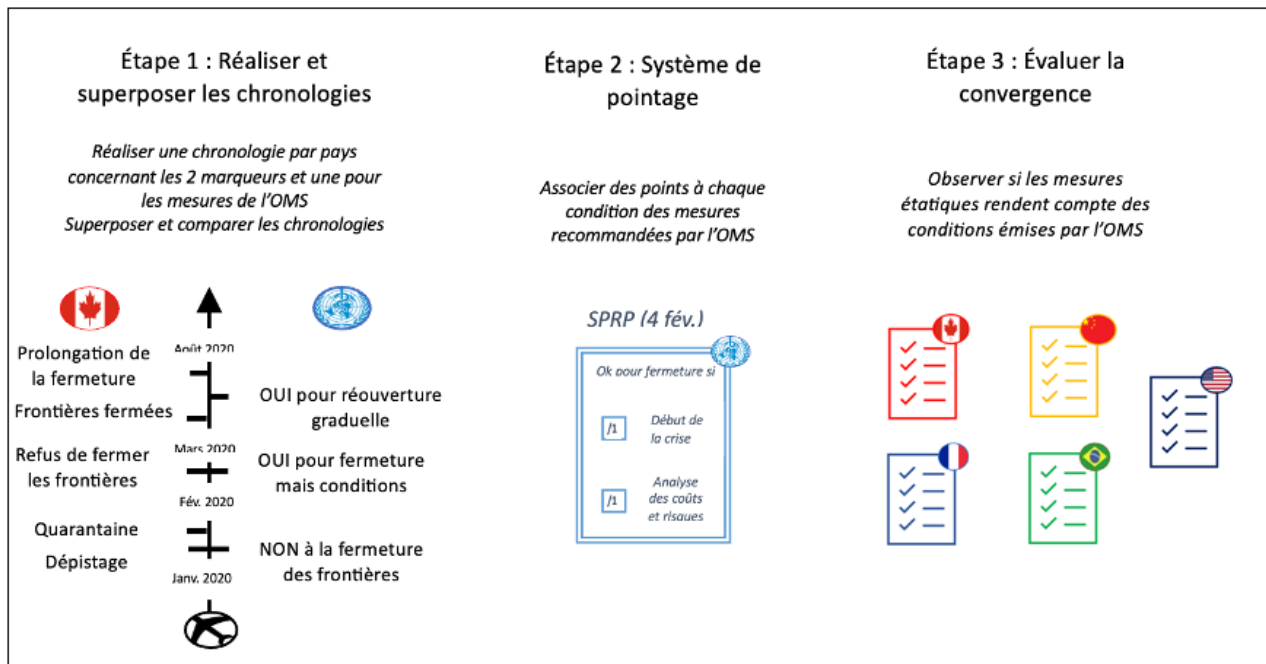 Étape 1 : Réaliser et
superposer les chronologies
Réaliser une chronologie par pays
concernant les 2 marqueurs et une pour
les mesures de l'OMS
Superposer et comparer les chronologies
Août 2020
Prolongation de
la fermeture
Frontières fermées
OUI pour réouverture
graduelle
Mars 2020
Refus de fermer
les frontières
OUI pour fermeture
mais conditions
Fév. 2020
Quarantaine
Dépistage
NON à la fermeture
des frontières
Janv. 2020
Étape 2 : Système de
pointage
Associer des points à chaque
condition des mesures
recommandées par l'OMS
SPRP (4 fév.)
Ok pour fermeture si
/1
Début de
la crise
/1
Analyse
des coûts
et risques
Étape 3 : Évaluer la
convergence
Observer si les mesures
étatiques rendent compte des
conditions émises par l'OMS